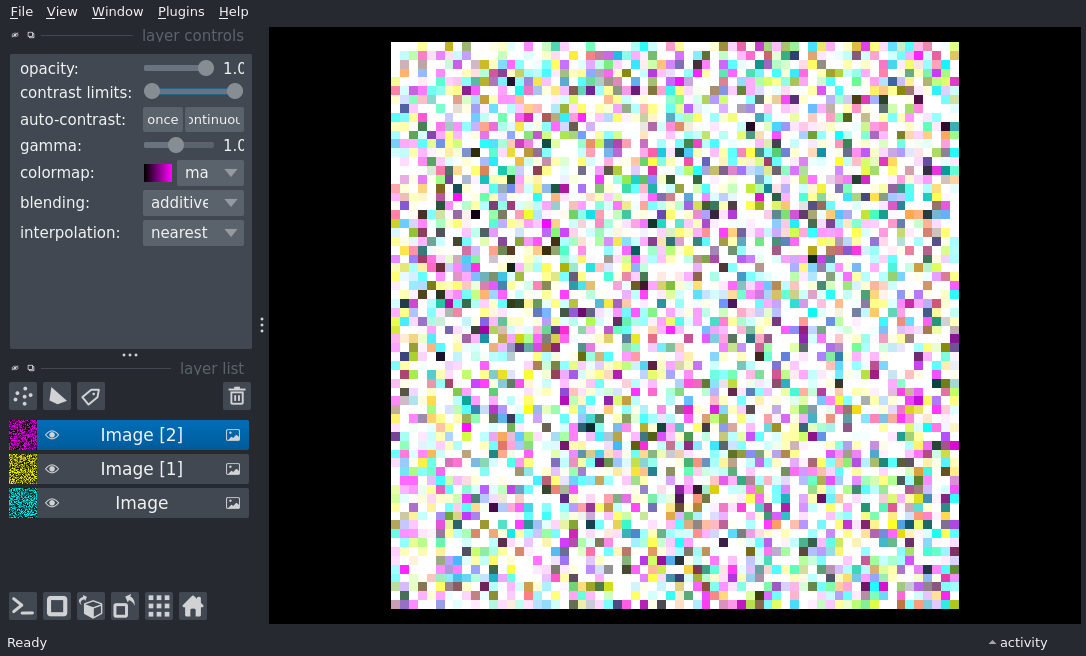 File View Window Plugins Help
layer controls
opacity: 1.0
contrast limits:
auto-contrast: once ontinuou
gamma: 1.0
colormap: ma
blending: additive
interpolation: nearest
layer list
Image [2]
Image [1]
Image
Ready
activity